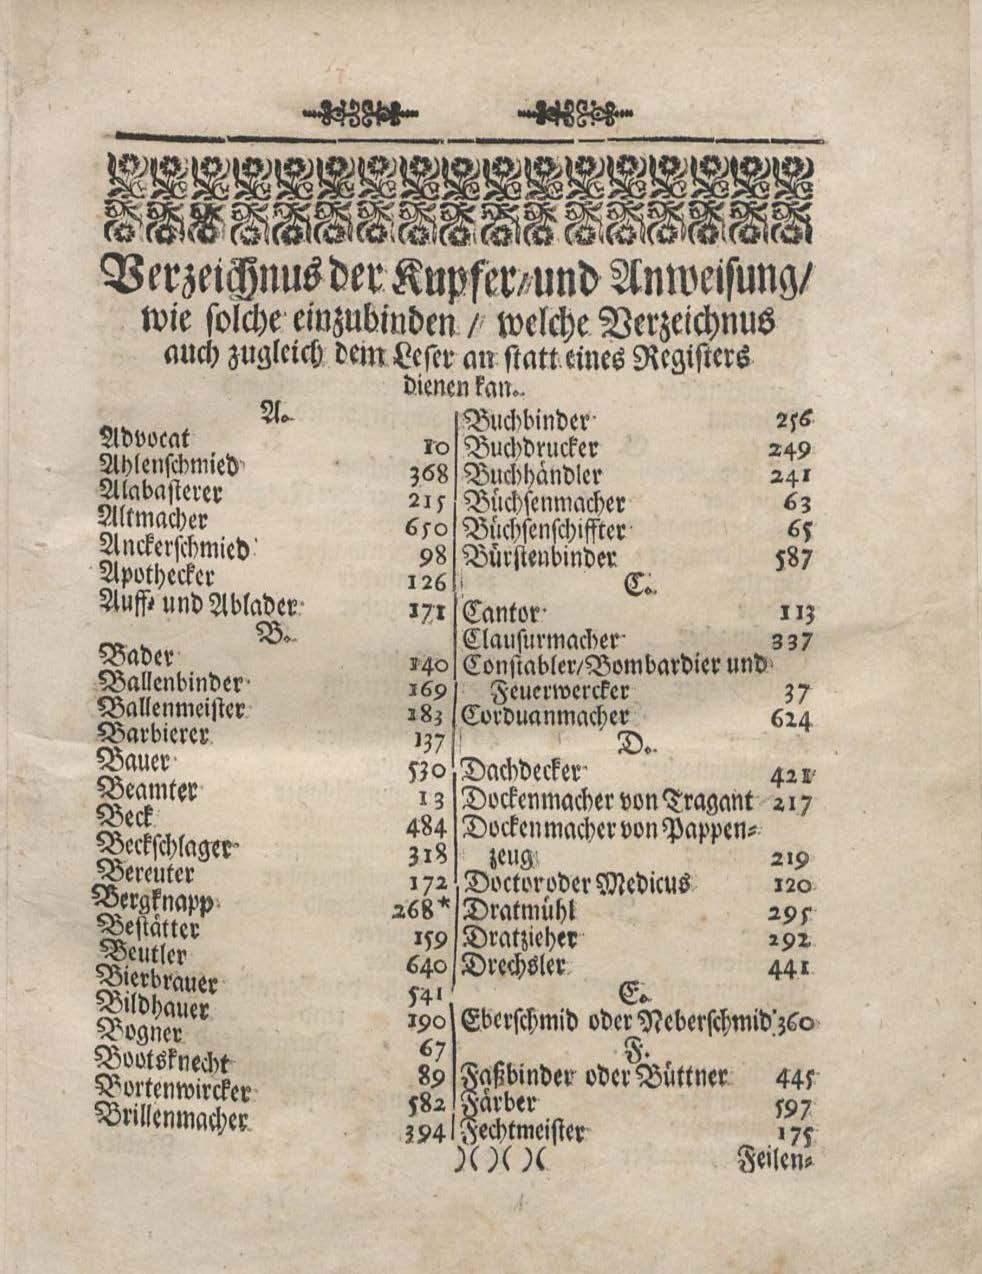 Verzeichnus der Kupfer/und Anweisung/
wie solche einzubinden / welche Verzeichnus
auch zugleich dem Leser an statt eines Registers
dienen kan.
A.
Advocat 10
Ahlenschmied 368
Alabasterer 215
Altmacher 650
Anckerschmied 98
Apothecker 126
Auff- und Ablader 171
B.
Bader 140
Ballenbinder 169
Ballenmeister 183
Barbierer 137
Bauer 530
Beamter 13
Beck 484
Beckschlager 318
Bereuter 172
Bergknapp 268*
Bestätter 159
Beutler 640
Bierbrauer 541
Bildhauer 190
Bogner 67
Bootsknecht 89
Bortenwircker 582
Brillenmacher 394
Buchbinder 256
Buchdrucker 249
Buchhändler 241
Büchsenmacher 63
Büchsenschiffter 65
Bürstenbinder 587
C.
Cantor 113
Clausurmacher 337
Constabler/Bombardier und
Feuerwercker 37
Corduanmacher 624
D.
Dachdecker 421
Dockenmacher von Tragant 217
Dockenmacher von Pappen-
zeug 219
Doctor oder Medicus 120
Dratmühl 295
Dratzieher 292
Drechsler 441
E.
Eberschmid oder Neberschmid 360
F.
Faßbinder oder Büttner 445
Färber 597
Fechtmeister 175
)( )( )(
Feilen-